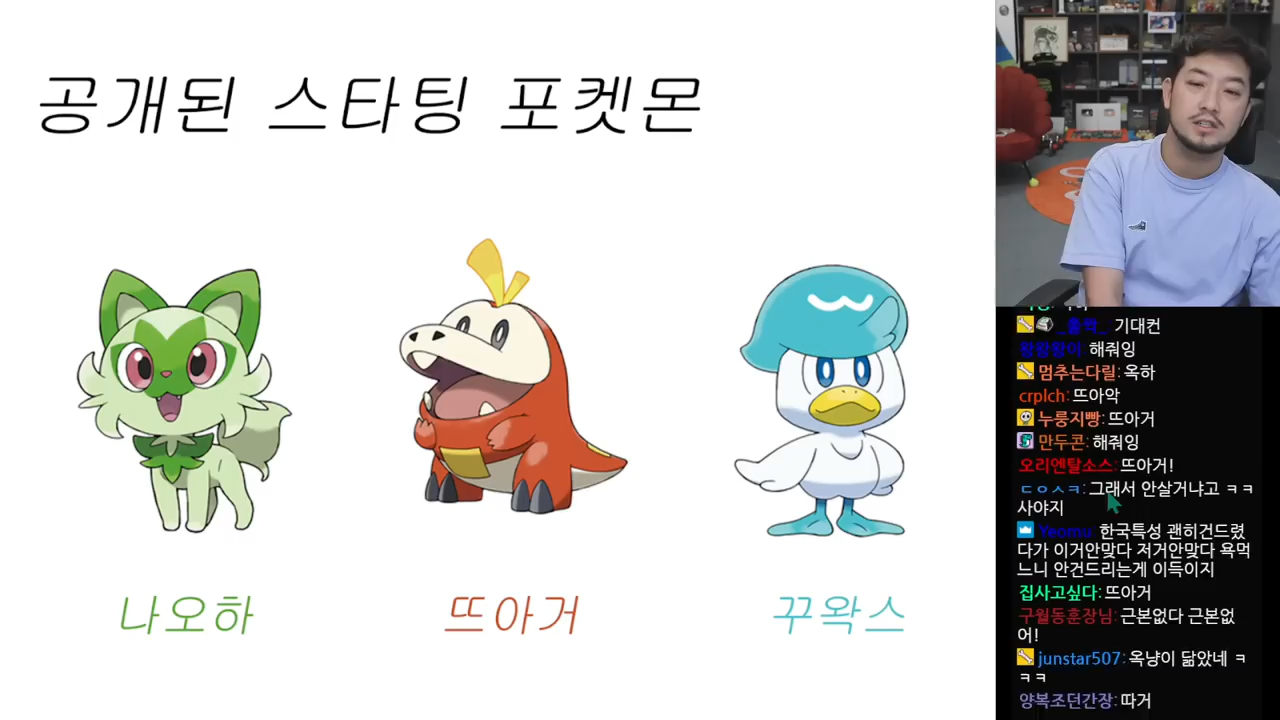 공개된 스타팅 포켓몬
나오하
뜨아거
꾸왁스
기대컨
왕왕왕이 해줘잉
멈추는다릴: 옥하
crplch: 뜨아악
누룽지빵: 뜨아거
만두콘: 해줘잉
오리엔탈소스: 뜨아거!
ㄷㅇㅅㅋ: 그래서 안살거냐고 ㅋㅋ
사야지
Yeomu 한국특성 괜히건드렸
다가 이거안맞다 저거안맞다 욕먹
느니 안건드리는게 이득이지
집사고싶다: 뜨아거
구월동훈장님: 근본없다 근본없
어!
junstar507: 옥냥이 닮았네 ㅋ
ㅋㅋ
양복조던간장: 따거